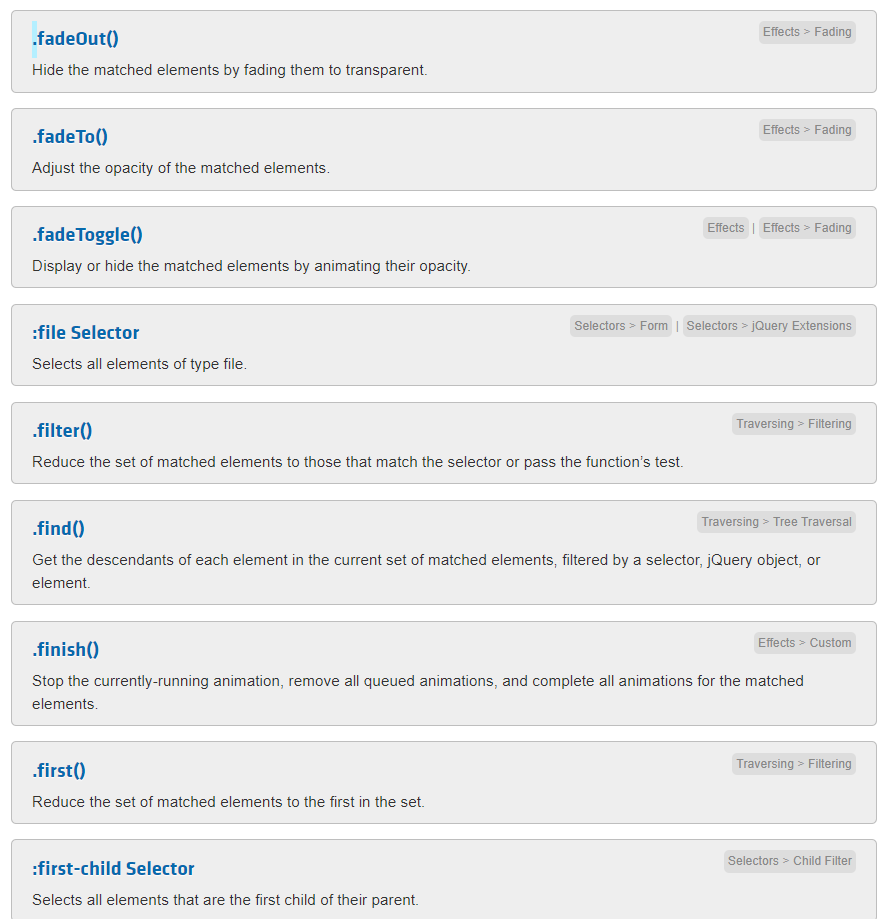 .fadeOut()
Effects > Fading
Hide the matched elements by fading them to transparent.
.fadeTo()
Effects > Fading
Adjust the opacity of the matched elements.
.fadeToggle()
Effects | Effects > Fading
Display or hide the matched elements by animating their opacity.
:file Selector
Selectors > Form | Selectors > jQuery Extensions
Selects all elements of type file.
.filter()
Traversing > Filtering
Reduce the set of matched elements to those that match the selector or pass the function’s test.
.find()
Traversing > Tree Traversal
Get the descendants of each element in the current set of matched elements, filtered by a selector, jQuery object, or
element.
.finish()
Effects > Custom
Stop the currently-running animation, remove all queued animations, and complete all animations for the matched
elements.
.first()
Traversing > Filtering
Reduce the set of matched elements to the first in the set.
:first-child Selector
Selectors > Child Filter
Selects all elements that are the first child of their parent.